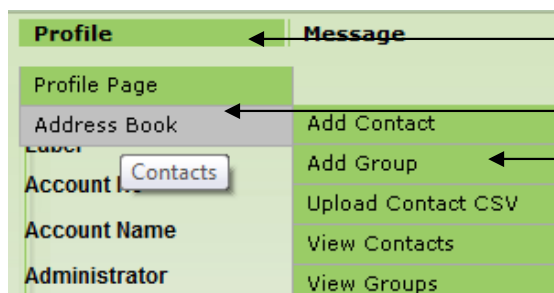 Profile Message
Profile Page
Address Book Add Contact
Contacts Add Group
Account
Upload Contact CSV
Account Name View Contacts
Administrator View Groups